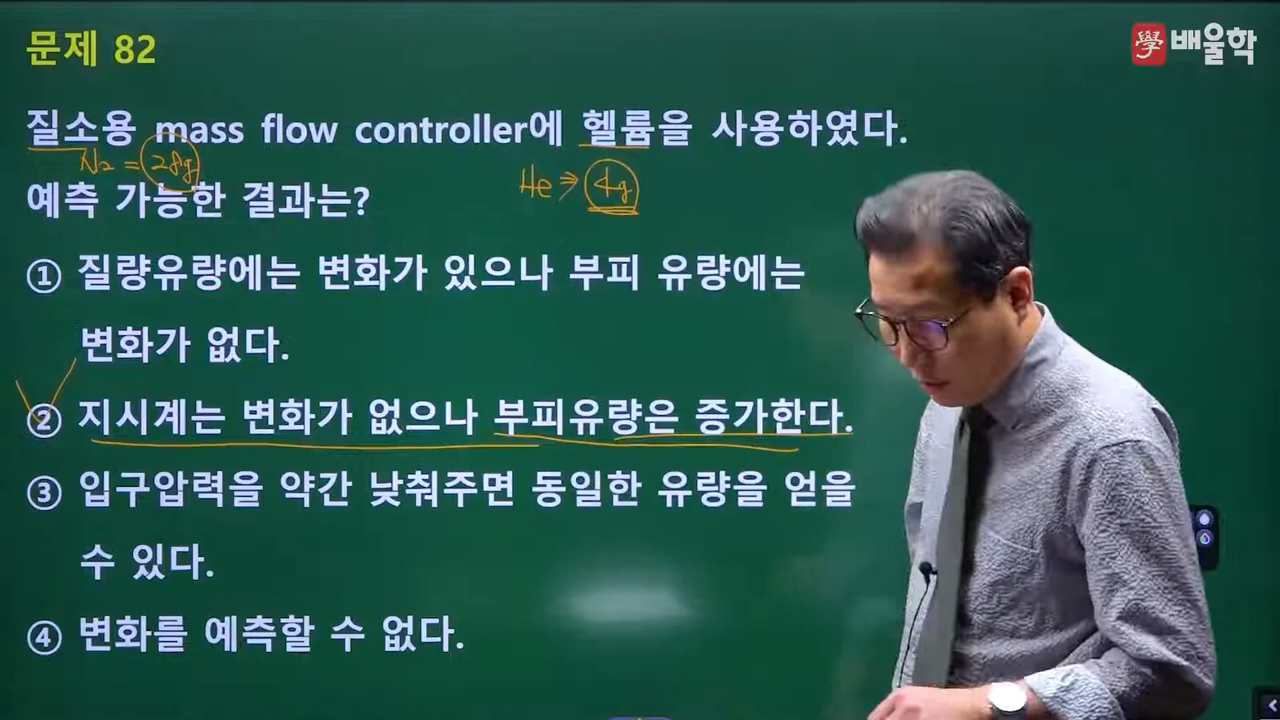 문제 82
學 배울학
질소용 mass flow controller에 헬륨을 사용하였다.
N₂ = 28g
He ⇒ 4g
예측 가능한 결과는?
① 질량유량에는 변화가 있으나 부피 유량에는
변화가 없다.
② 지시계는 변화가 없으나 부피유량은 증가한다.
③ 입구압력을 약간 낮춰주면 동일한 유량을 얻을
수 있다.
④ 변화를 예측할 수 없다.